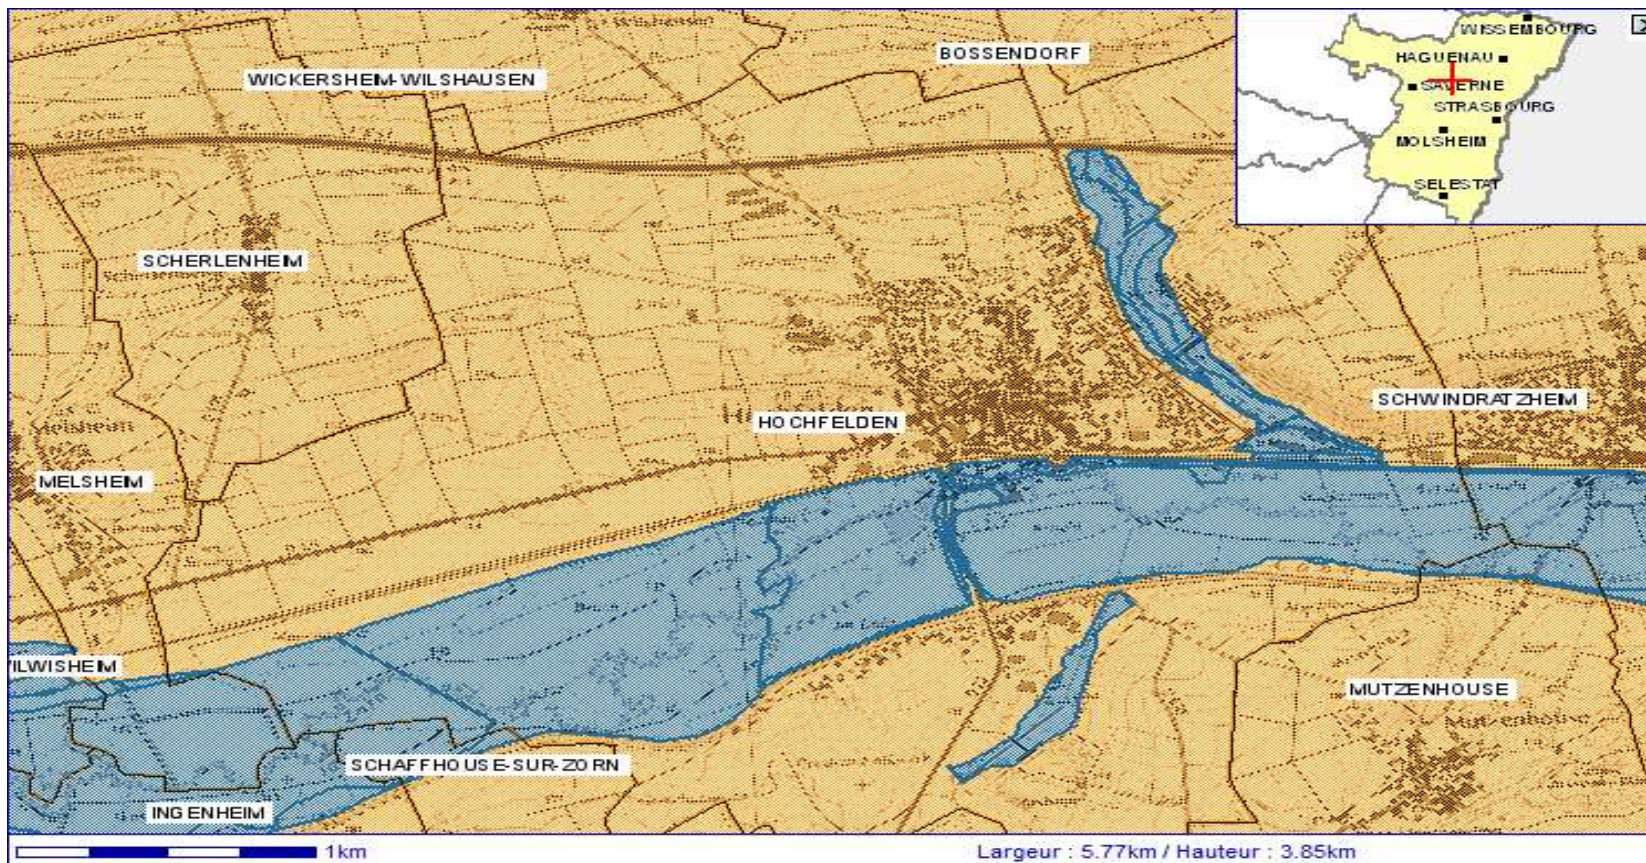 WISSEMBOURG
BOSSENDORF
HAGUENAU
WICKERSHEIM-WILSHAUSEN
SAVERNE
STRASBOURG
MOLSHEIM
SELESTAT
SCHERLENHEIM
SCHWINDRATZHEIM
HOCHFELDEN
MELSHEIM
WILWISHEIM
MUTZENHOUSE
SCHAFFHOUSE-SUR-ZORN
INGENHEIM
1km
Largeur : 5.77km / Hauteur : 3.85km